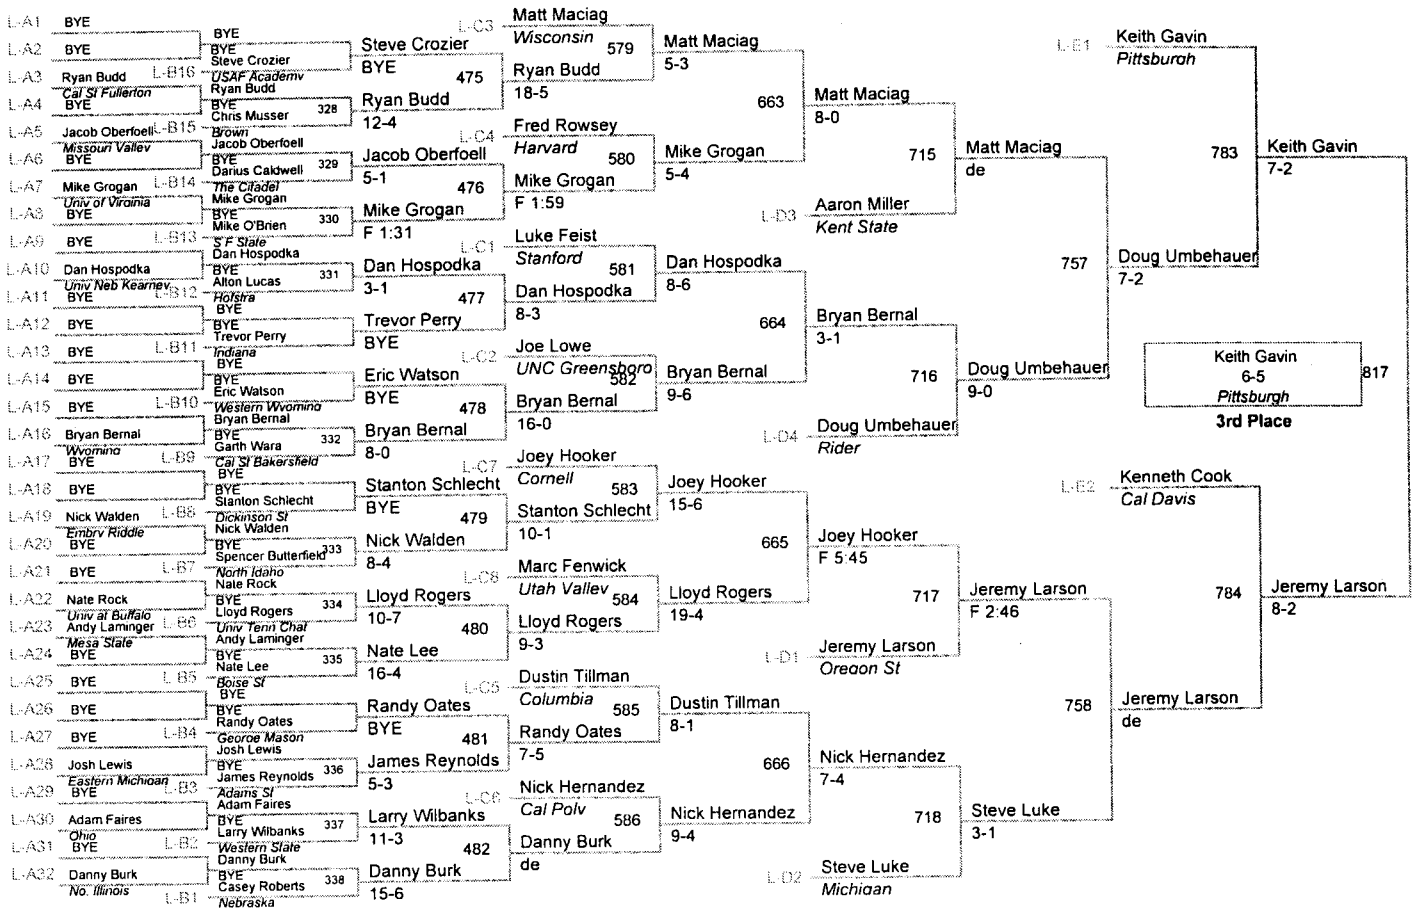 L-A1 BYE
L-A2 BYE
L-A3 Ryan Budd
Cal St Fullerton
L-A4 BYE
L-A5 Jacob Oberfoell
Missouri Valley
L-A6 BYE
L-A7 Mike Grogan
Univ of Virginia
L-A8 BYE
L-A9 BYE
L-A10 Dan Hospodka
Univ Neb Kearney
L-A11 BYE
L-A12 BYE
L-A13 BYE
L-A14 BYE
L-A15 BYE
L-A16 Bryan Bernal
Wyoming
L-A17 BYE
L-A18 BYE
L-A19 Nick Walden
Embry Riddle
L-A20 BYE
L-A21 BYE
L-A22 Nate Rock
Univ at Buffalo
L-A23 Andy Laminger
Mesa State
L-A24 BYE
L-A25 BYE
L-A26 BYE
L-A27 BYE
L-A28 Josh Lewis
Eastern Michigan
L-A29 BYE
L-A30 Adam Faires
Ohio
L-A31 BYE
L-A32 Danny Burk
No. Illinois
BYE
BYE
L-B16 Steve Crozier
USAF Academy
Ryan Budd
BYE
Chris Musser 328
L-B15 Brown
Jacob Oberfoell
BYE
Darius Caldwell 329
L-B14 The Citadel
Mike Grogan
BYE
Mike O'Brien 330
L-B13 S F State
Dan Hospodka
BYE
Alton Lucas 331
L-B12 Hofstra
BYE
BYE
Trevor Perry
L-B11 Indiana
BYE
BYE
Eric Watson
L-B10 Western Wyoming
Bryan Bernal
BYE
Garth Wara 332
L-B9 Cal St Bakersfield
BYE
BYE
Stanton Schlecht
L-B8 Dickinson St
Nick Walden
BYE
Spencer Butterfield 333
L-B7 North Idaho
Nate Rock
BYE
Lloyd Rogers 334
L-B6 Univ Tenn Chat
Andy Laminger
BYE
Nate Lee 335
L-B5 Boise St
BYE
BYE
Randy Oates
L-B4 George Mason
Josh Lewis
BYE
James Reynolds 336
L-B3 Adams St
Adam Faires
BYE
Larry Wilbanks 337
L-B2 Western State
Danny Burk
BYE
Casey Roberts 338
L-B1 Nebraska
Steve Crozier
BYE
475
Ryan Budd
12-4
Jacob Oberfoell
5-1
476
Mike Grogan
F 1:31
Dan Hospodka
3-1
477
Trevor Perry
BYE
Eric Watson
BYE
478
Bryan Bernal
8-0
Stanton Schlecht
BYE
479
Nick Walden
8-4
Lloyd Rogers
10-7
480
Nate Lee
16-4
Randy Oates
BYE
481
James Reynolds
5-3
Larry Wilbanks
11-3
482
Danny Burk
15-6
L-C3 Matt Maciag
Wisconsin
579
Ryan Budd
18-5
L-C4 Fred Rowsey
Harvard
580
Mike Grogan
F 1:59
L-C1 Luke Feist
Stanford
581
Dan Hospodka
8-3
L-C2 Joe Lowe
UNC Greensboro
582
Bryan Bernal
16-0
L-C7 Joey Hooker
Cornell
583
Stanton Schlecht
10-1
L-C8 Marc Fenwick
Utah Valley
584
Lloyd Rogers
9-3
L-C5 Dustin Tillman
Columbia
585
Randy Oates
7-5
L-C6 Nick Hernandez
Cal Poly
586
Danny Burk
de
Matt Maciag
5-3
663
Mike Grogan
5-4
Dan Hospodka
8-6
664
Bryan Bernal
9-6
Joey Hooker
15-6
665
Lloyd Rogers
19-4
Dustin Tillman
8-1
666
Nick Hernandez
9-4
Matt Maciag
8-0
715
L-D3 Aaron Miller
Kent State
Bryan Bernal
3-1
716
L-D4 Doug Umbehauer
Rider
Joey Hooker
F 5:45
717
L-D1 Jeremy Larson
Oregon St
Nick Hernandez
7-4
718
L-D2 Steve Luke
Michigan
Matt Maciag
de
757
Doug Umbehauer
9-0
Jeremy Larson
F 2:46
758
Steve Luke
3-1
L-E1 Keith Gavin
Pittsburgh
783
Doug Umbehauer
7-2
L-E2 Kenneth Cook
Cal Davis
784
Jeremy Larson
de
Keith Gavin
7-2
Keith Gavin
6-5
Pittsburgh
817
3rd Place
Jeremy Larson
8-2